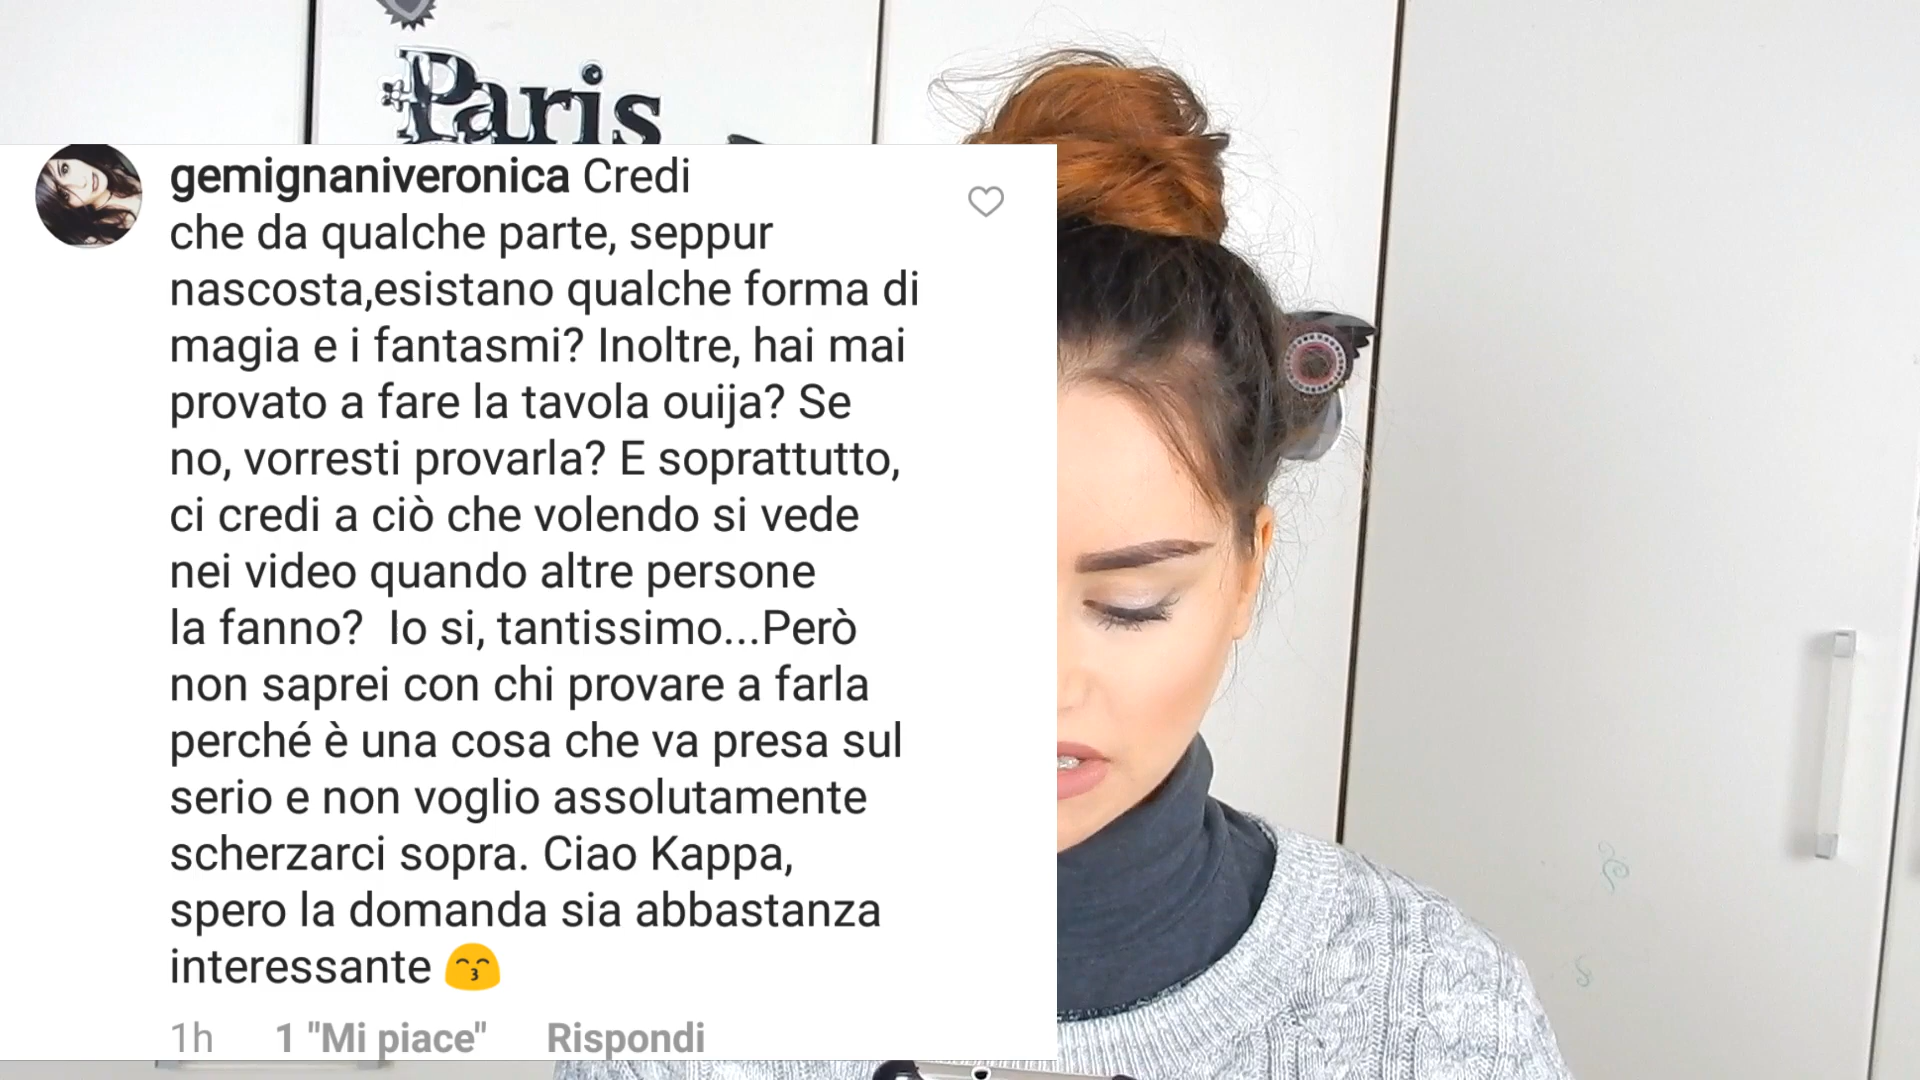 Paris
gemignaniveronica Credi
che da qualche parte, seppur
nascosta,esistano qualche forma di
magia e i fantasmi? Inoltre, hai mai
provato a fare la tavola ouija? Se
no, vorresti provarla? E soprattutto,
ci credi a ciò che volendo si vede
nei video quando altre persone
la fanno?  Io si, tantissimo...Però
non saprei con chi provare a farla
perché è una cosa che va presa sul
serio e non voglio assolutamente
scherzarci sopra. Ciao Kappa,
spero la domanda sia abbastanza
interessante 😙
1h 1 "Mi piace" Rispondi